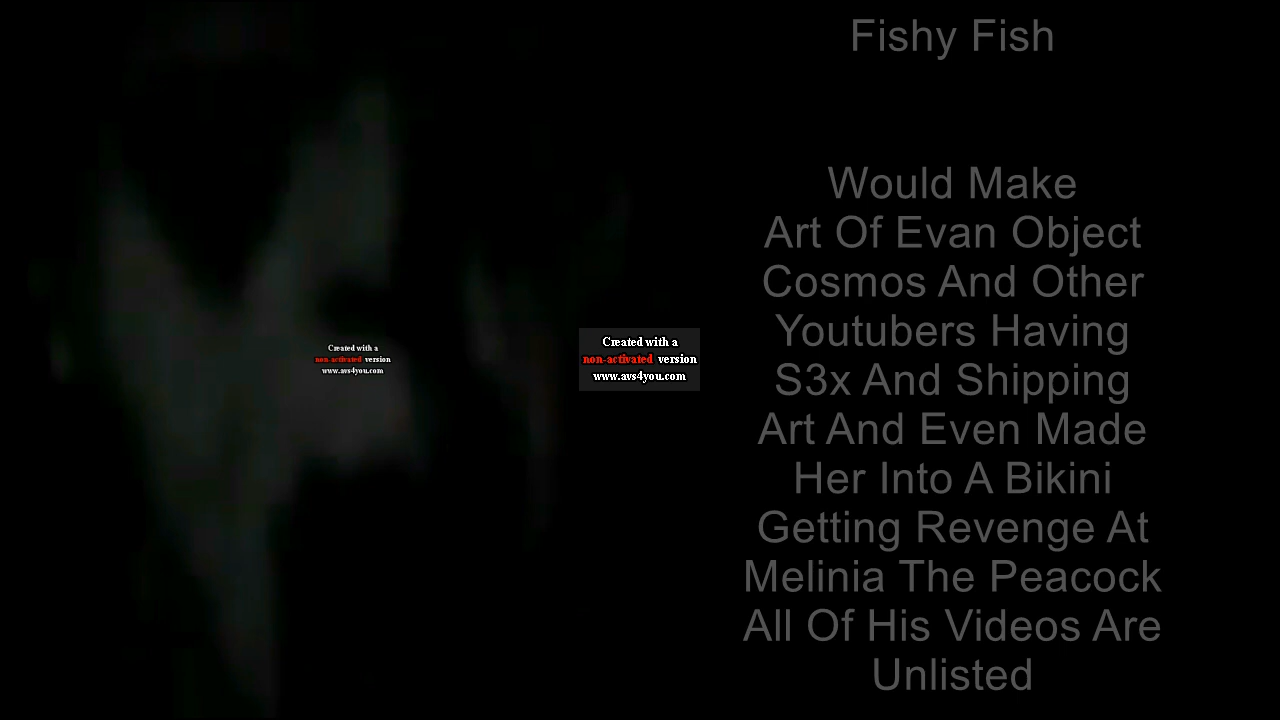 Fishy Fish
Would Make
Art Of Evan Object
Cosmos And Other
Youtubers Having
S3x And Shipping
Art And Even Made
Her Into A Bikini
Getting Revenge At
Melinia The Peacock
All Of His Videos Are
Unlisted
Created with a
non-activated version
www.avs4you.com
Created with a
non-activated version
www.avs4you.com